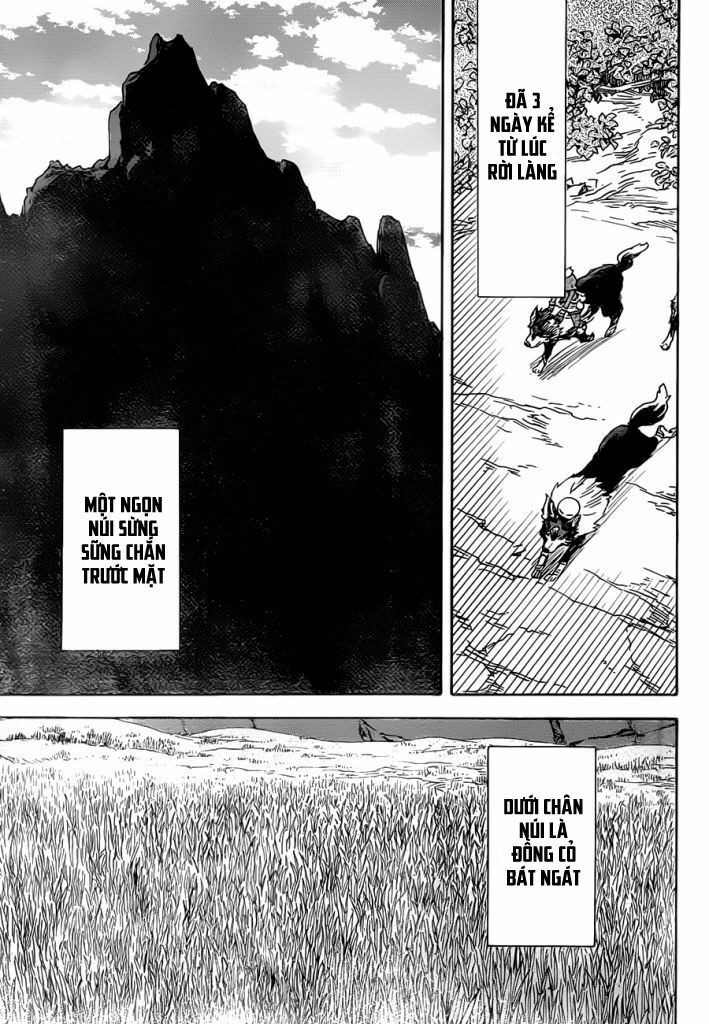 ĐÃ 3
NGÀY KỂ
TỪ LÚC
RỜI LÀNG
MỘT NGỌN
NÚI SỪNG
SỮNG CHẮN
TRƯỚC MẶT
DƯỚI CHÂN
NÚI LÀ
ĐỒNG CỎ
BÁT NGÁT